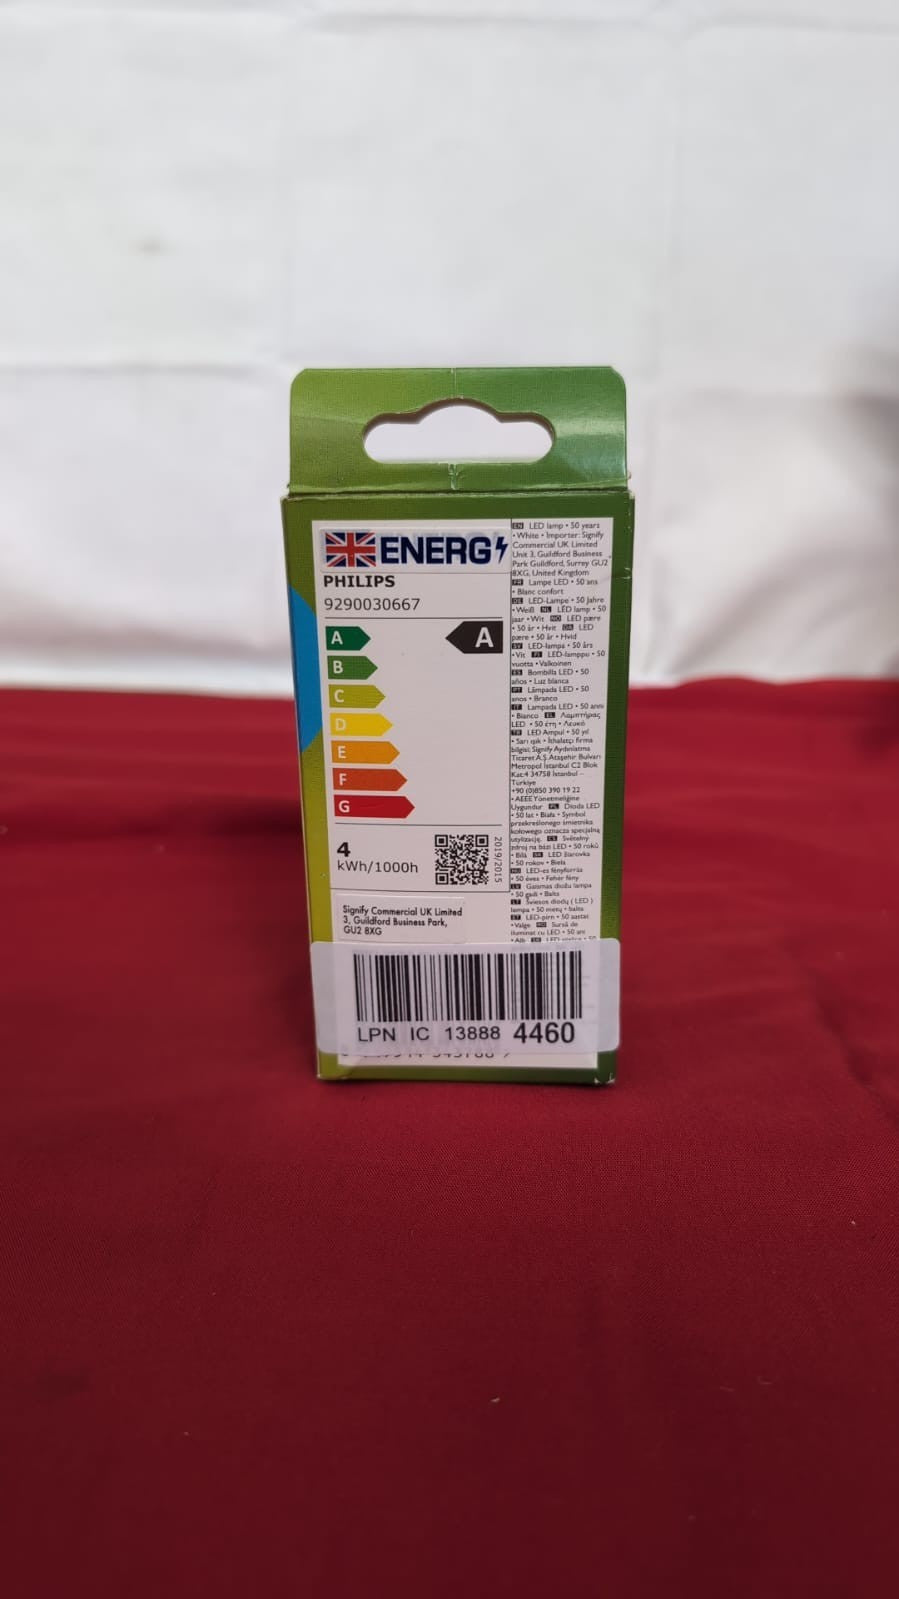 ENERG
PHILIPS
9290030667
A
A
B
C
D
E
F
G
4
kWh/1000h
2019/2015
Signify Commercial UK Limited
3, Guildford Business Park,
GU2 8XG
EN LED lamp • 50 years
• White • Importer: Signify
Commercial UK Limited
Unit 3, Guildford Business
Park Guildford, Surrey GU2
8XG, United Kingdom
FR Lampe LED • 50 ans
• Blanc confort
DE LED-Lampe • 50 Jahre
• Weiß NL LED lamp • 50
jaar • Wit NO LED pære
• 50 år • Hvit DA LED
pære • 50 år • Hvid
SV LED-lampa • 50 års
• Vit FI LED-lamppu • 50
vuotta • Valkoinen
ES Bombilla LED • 50
años • Luz blanca
PT Lâmpada LED • 50
anos • Branco
IT Lampada LED • 50 anni
• Bianco EL Λαμπτήρας
LED • 50 έτη • Λευκό
TR LED Ampul • 50 yıl
• Sarı ışık • İthalatçı firma
bilgisi: Signify Aydınlatma
Ticaret A.Ş. Ataşehir Bulvarı
Metropol İstanbul C2 Blok
Kat:4 34758 İstanbul –
Türkiye
+90 (0)850 390 19 22
• AEEE Yönetmeliğine
Uygundur PL Dioda LED
• 50 lat • Biała • Symbol
przekreślonego śmietnika
kołowego oznacza specjalną
utylizację. CS Světelný
zdroj na bázi LED • 50 roků
• Bílá SK LED žiarovka
• 50 rokov • Biela
HU LED-es fényforrás
• 50 éves • Fehér fény
LV Gaismas diožu lampa
• 50 gadi • Balts
LT Šviesos diodų ( LED )
lempa • 50 metų • balta
ET LED-pirn • 50 aastat
• Valge RO Sursă de
iluminat cu LED • 50 ani
• Alb
LPN IC 13888 4460